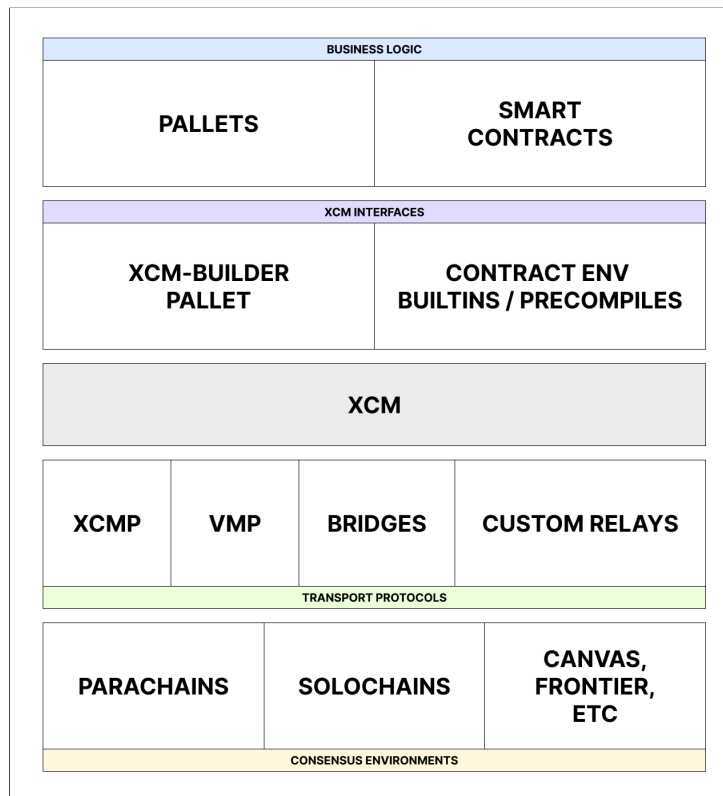 BUSINESS LOGIC
PALLETS
SMART
CONTRACTS
XCM INTERFACES
XCM-BUILDER
PALLET
CONTRACT ENV
BUILTINS / PRECOMPILES
XCM
XCMP
VMP
BRIDGES
CUSTOM RELAYS
TRANSPORT PROTOCOLS
PARACHAINS
SOLOCHAINS
CANVAS,
FRONTIER,
ETC
CONSENSUS ENVIRONMENTS